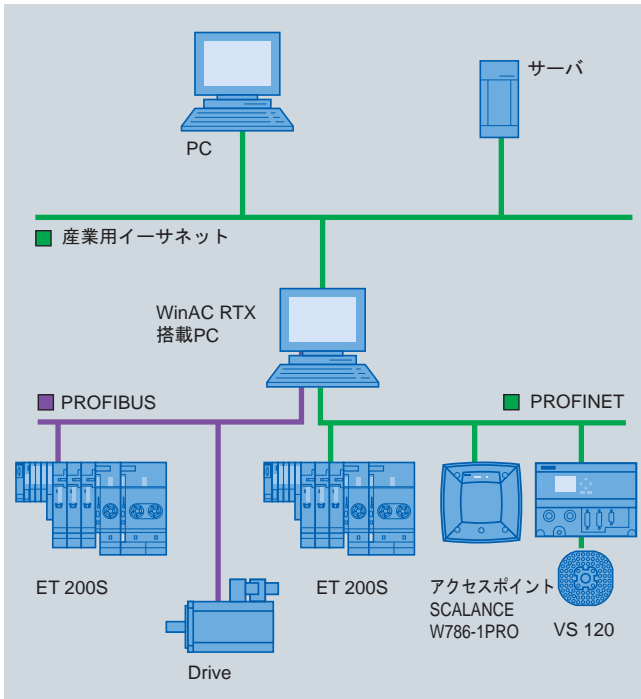 サーバ
PC
産業用イーサネット
WinAC RTX
搭載PC
PROFIBUS
PROFINET
ET 200S
ET 200S
アクセスポイント
SCALANCE
W786-1PRO
VS 120
Drive